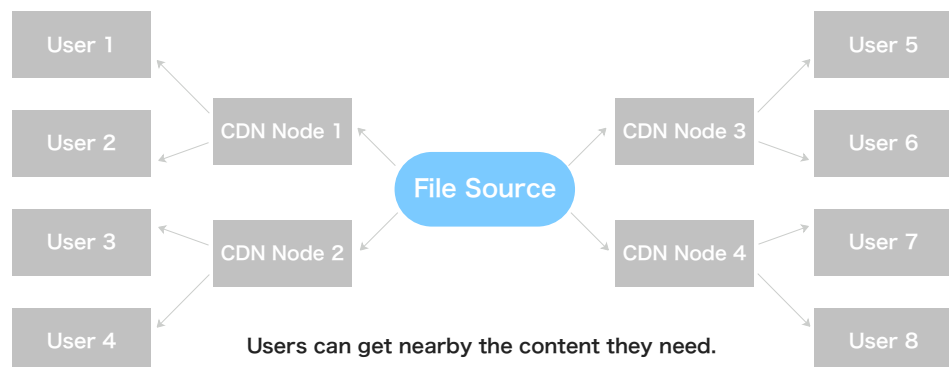 User 1
User 5
CDN Node 1
CDN Node 3
User 2
User 6
File Source
User 3
User 7
CDN Node 2
CDN Node 4
User 4
User 8
Users can get nearby the content they need.